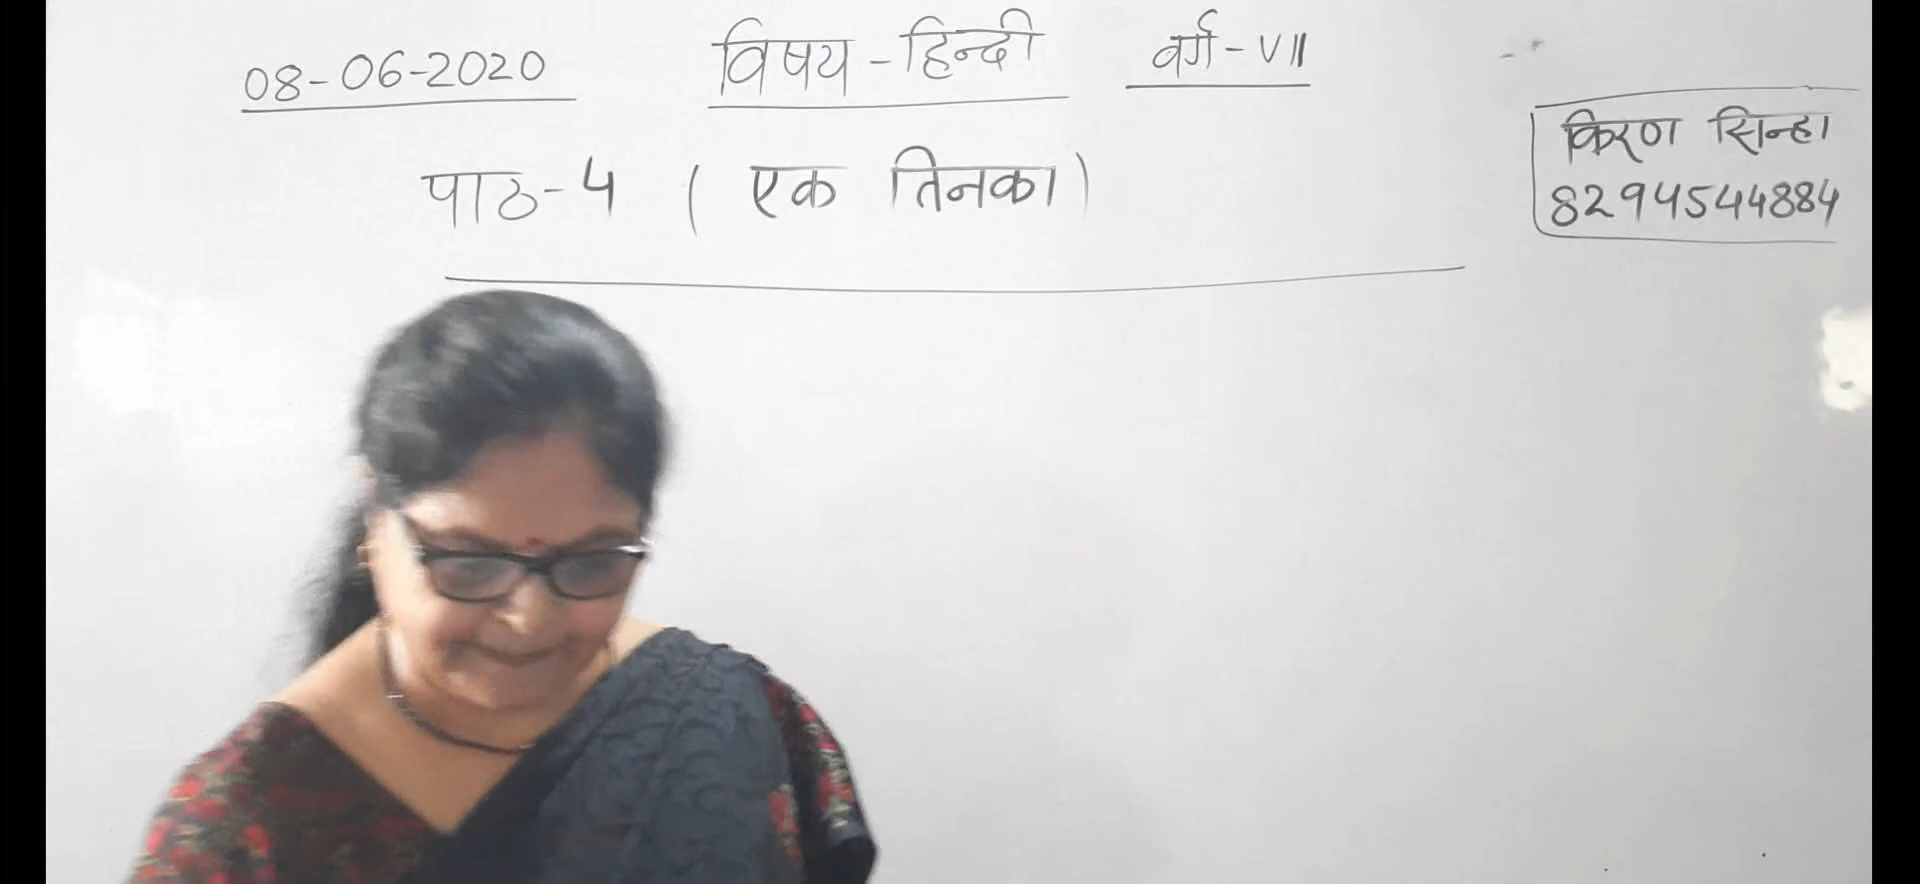 08-06-2020 विषय-हिन्दी वर्ग-VII
पाठ-4 ( एक तिनका)
किरण सिन्हा
8294544884